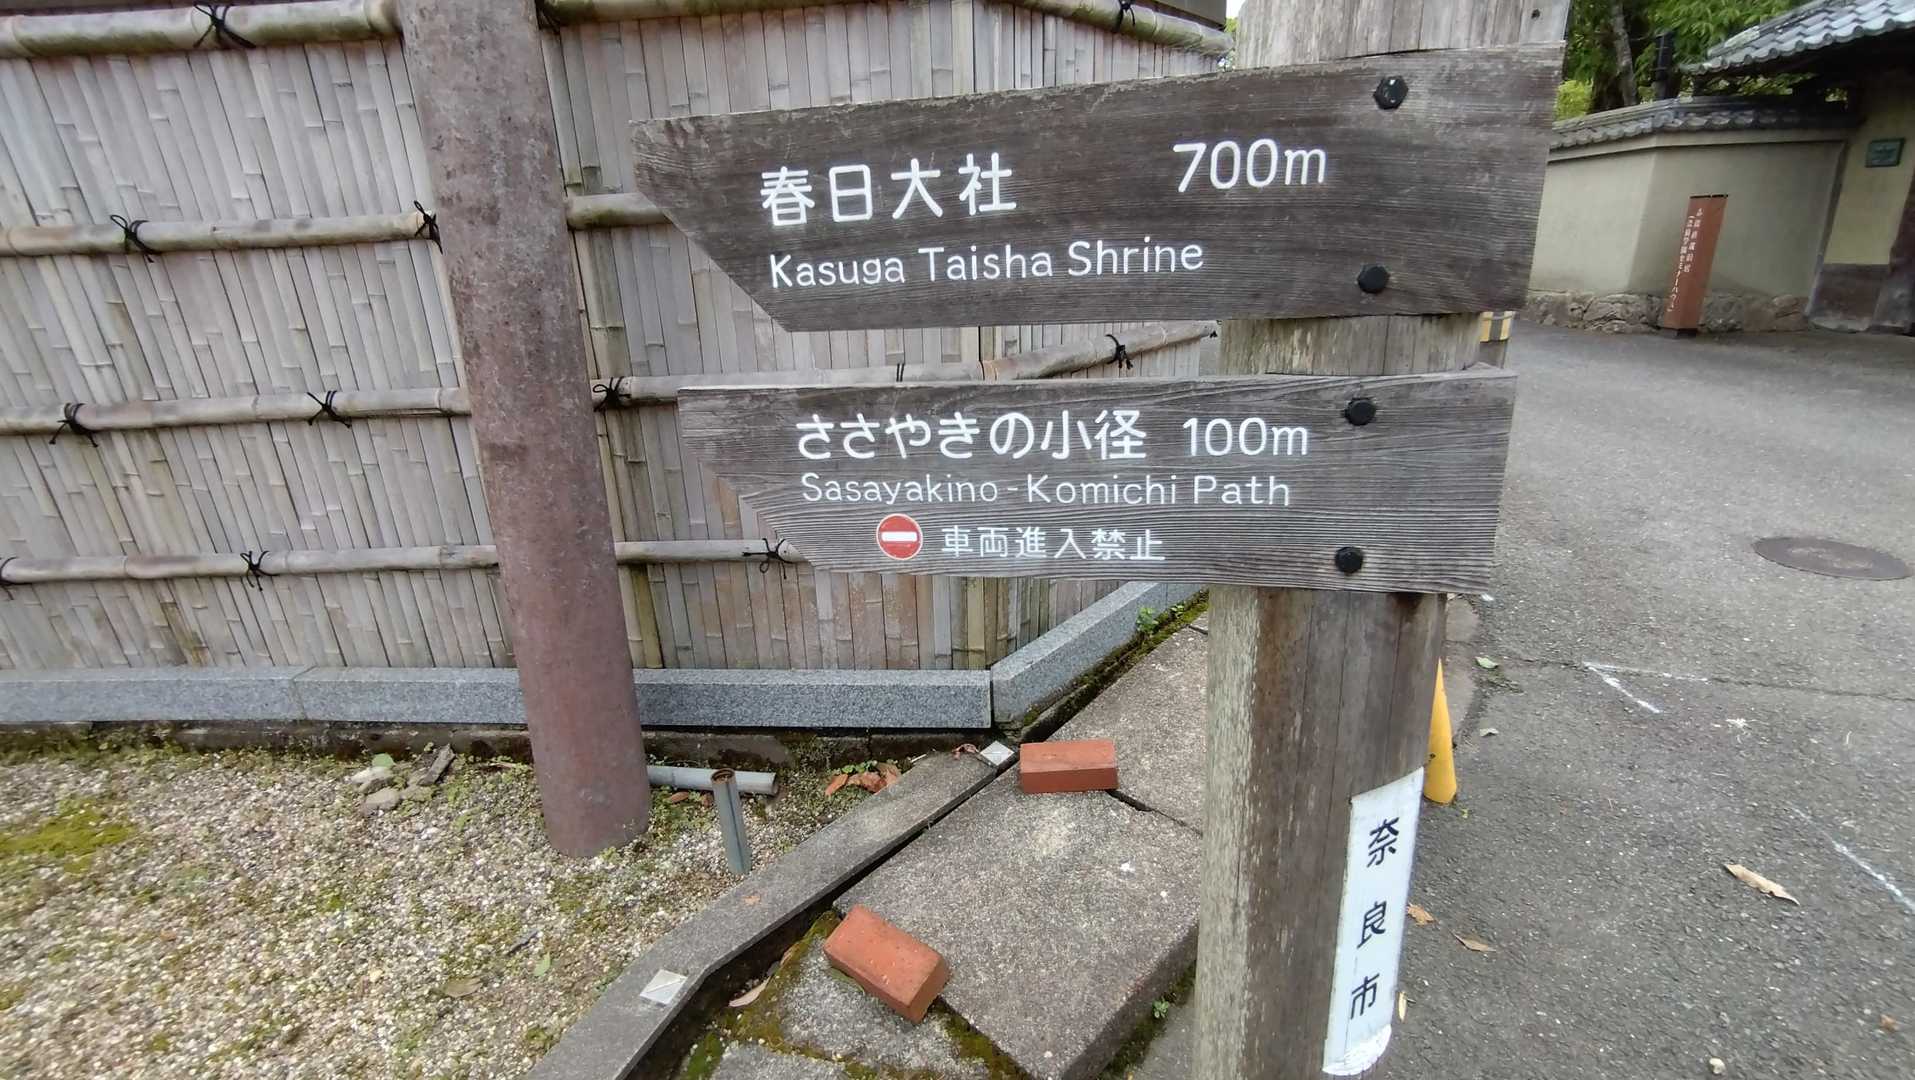 春日大社 700m
Kasuga Taisha Shrine
ささやきの小径 100m
Sasayakino-Komichi Path
車両進入禁止
奈良市